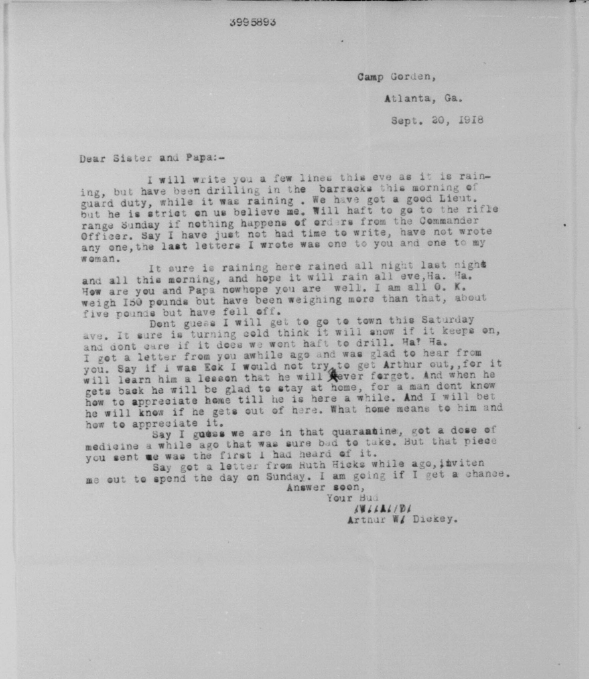 3995893
Camp Gorden,
Atlanta, Ga.
Sept. 20, 1918
Dear Sister and Papa:-
I will write you a few lines this eve as it is rain-
ing, but have been drilling in the barracks this morning of
guard duty, while it was raining . We have got a good Lieut.
but he is strict on us believe me. Will haft to go to the rifle
range Sunday if nothing happens of orders from the Commander
Officer. Say I have just not had time to write, have not wrote
any one,the last letters I wrote was one to you and one to my
woman.
It sure is raining here rained all night last night
and all this morning, and hope it will rain all eve,Ha. Ha.
How are you and Papa nowhope you are well. I am all O. K.
weigh I50 pounds but have been weighing more than that, about
five pounds but have fell off.
Dont guess I will get to go to town this Saturday
ave. It sure is turning cold think it will snow if it keeps on,
and dont care if it does we wont haft to drill. Ha! Ha.
I got a letter from you awhile ago and was glad to hear from
you. Say if I was Eck I would not try to get Arthur out,,for it
will learn him a lesson that he will never forget. And when he
gets back he will be glad to stay at home, for a man dont know
how to appreciate home till he is here a while. And I will bet
he will know if he gets out of here. What home means to him and
how to appreciate it.
Say I guess we are in that quarantine, got a dose of
medicine a while ago that was sure bad to take. But that piece
you sent me was the first I had heard of it.
Say got a letter from Ruth Hicks while ago,inviten
me out to spend the day on Sunday. I am going if I get a chance.
Answer soon,
Your Bud
Arthur W. Dickey.